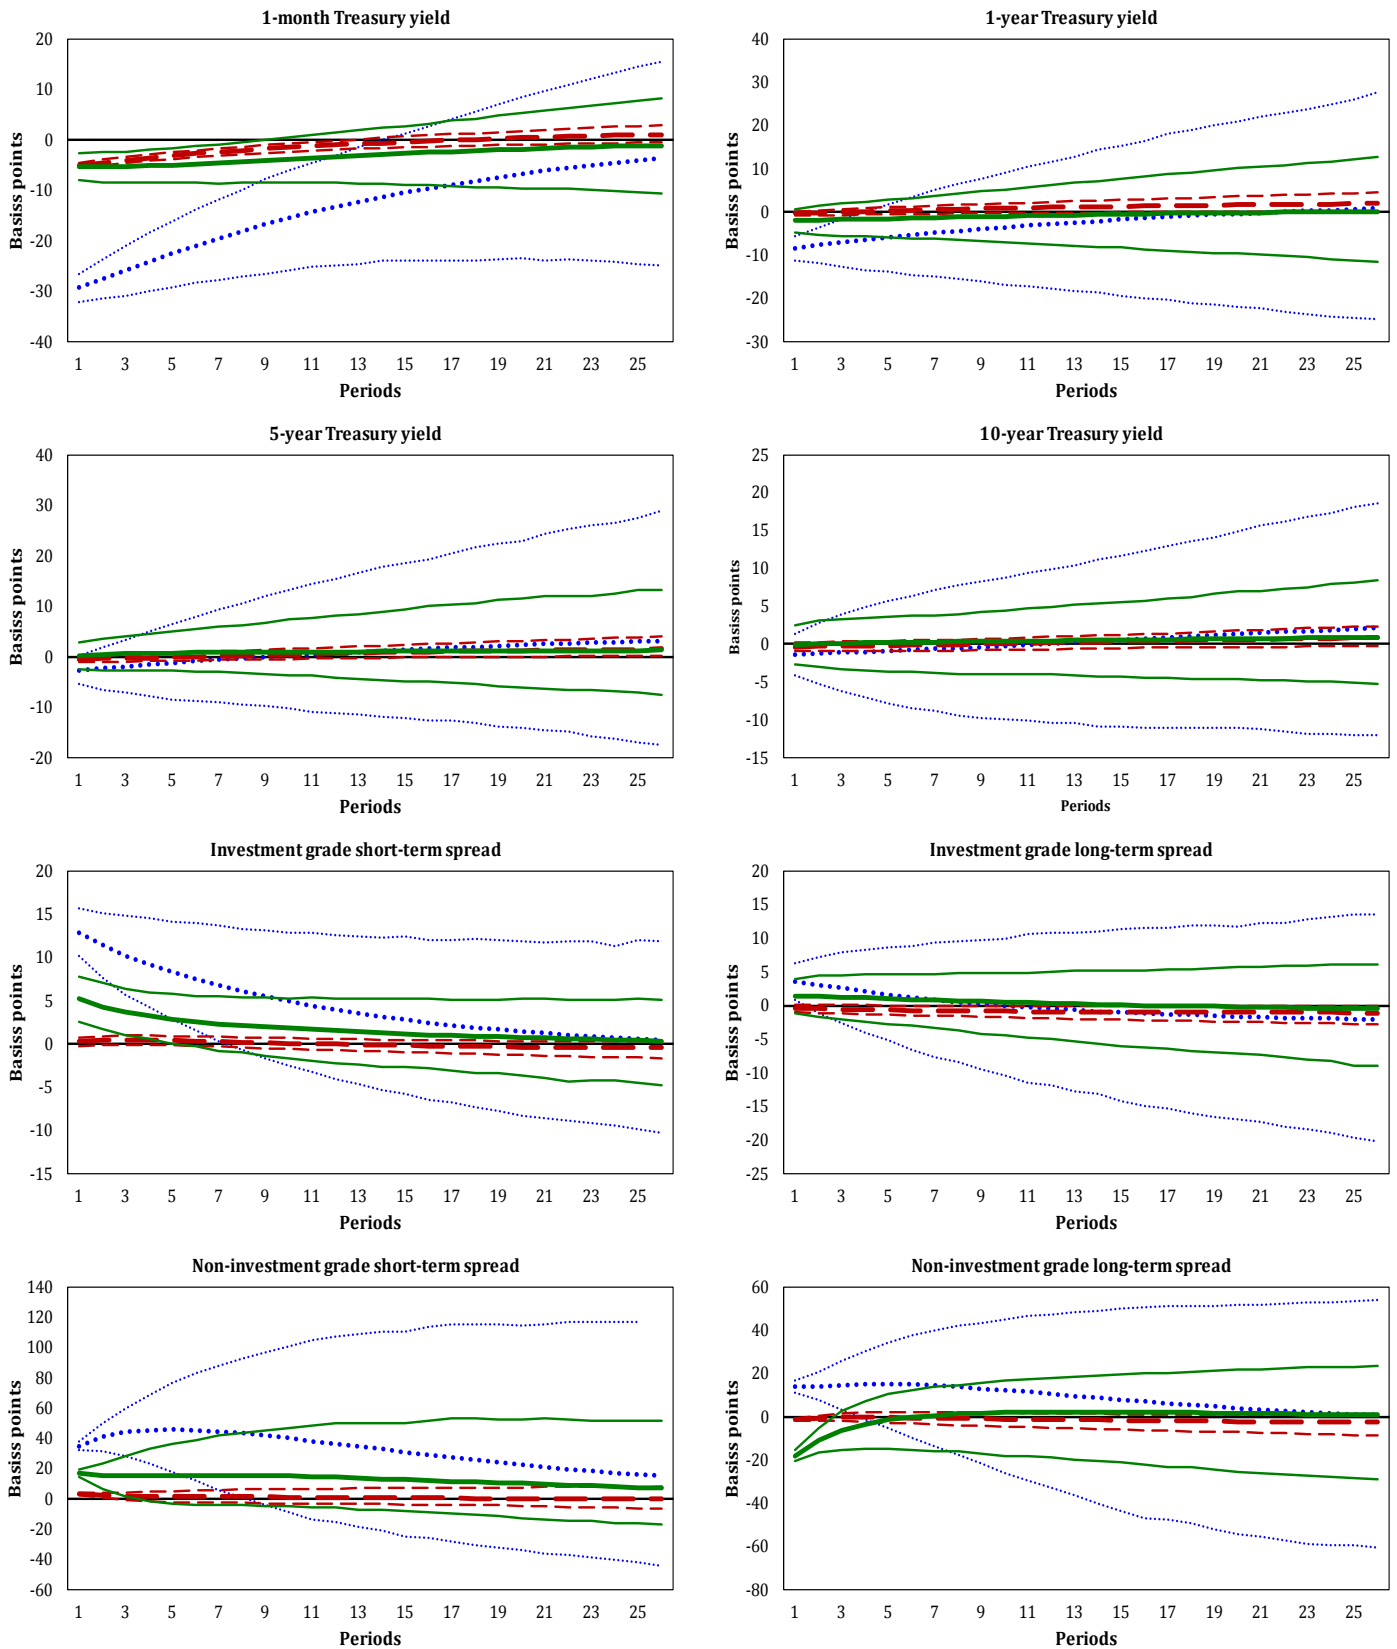 1-month Treasury yield
20
10
0
-10
-20
-30
-40
Basiss points
1 3 5 7 9 11 13 15 17 19 21 23 25
Periods
1-year Treasury yield
40
30
20
10
0
-10
-20
-30
Basiss points
1 3 5 7 9 11 13 15 17 19 21 23 25
Periods
5-year Treasury yield
40
30
20
10
0
-10
-20
Basiss points
1 3 5 7 9 11 13 15 17 19 21 23 25
Periods
10-year Treasury yield
25
20
15
10
5
0
-5
-10
-15
Basiss points
1 3 5 7 9 11 13 15 17 19 21 23 25
Periods
Investment grade short-term spread
20
15
10
5
0
-5
-10
-15
Basiss points
1 3 5 7 9 11 13 15 17 19 21 23 25
Periods
Investment grade long-term spread
20
15
10
5
0
-5
-10
-15
-20
-25
Basiss points
1 3 5 7 9 11 13 15 17 19 21 23 25
Periods
Non-investment grade short-term spread
140
120
100
80
60
40
20
0
-20
-40
-60
Basiss points
1 3 5 7 9 11 13 15 17 19 21 23 25
Periods
Non-investment grade long-term spread
60
40
20
0
-20
-40
-60
-80
Basiss points
1 3 5 7 9 11 13 15 17 19 21 23 25
Periods